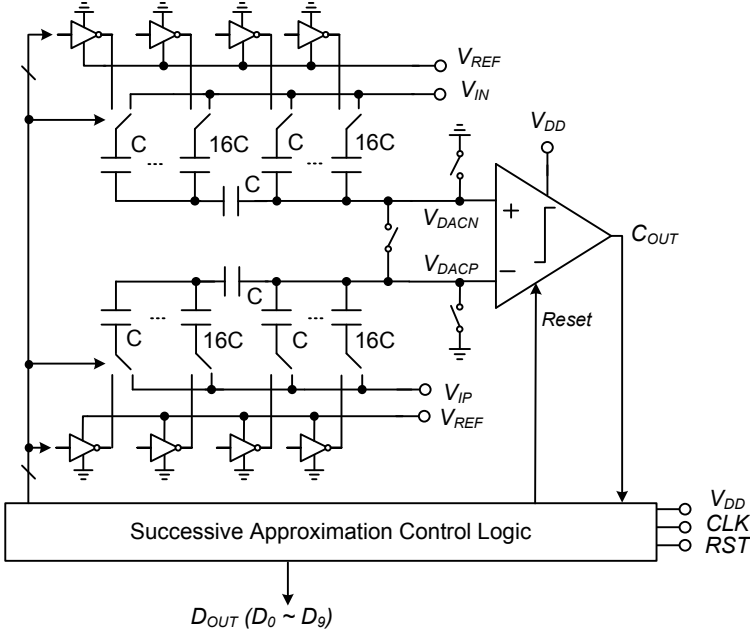 V_REF
V_IN
C ... 16C C ... 16C
V_DD
C
V_DACN
+
C_OUT
V_DACP
−
C
... ...
C 16C C 16C
Reset
V_IP
V_REF
Successive Approximation Control Logic
V_DD
CLK
RST
D_OUT (D_0 ~ D_9)